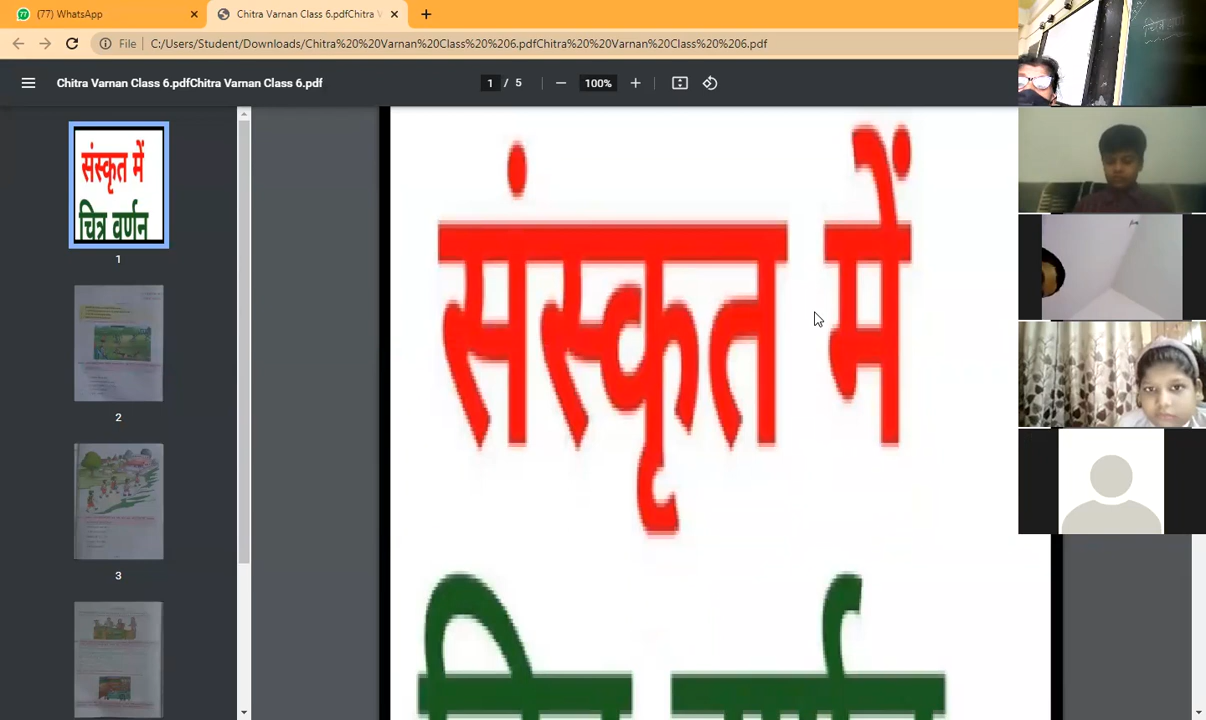 (77) WhatsApp
Chitra Varnan Class 6.pdfChitra V
File
C:/Users/Student/Downloads/Chitra%20%20Varnan%20Class%20%206.pdfChitra%20%20Varnan%20Class%20%206.pdf
Chitra Varnan Class 6.pdfChitra Varnan Class 6.pdf
1 / 5
100%
संस्कृत में
चित्र वर्णन
1
2
3
संस्कृत में